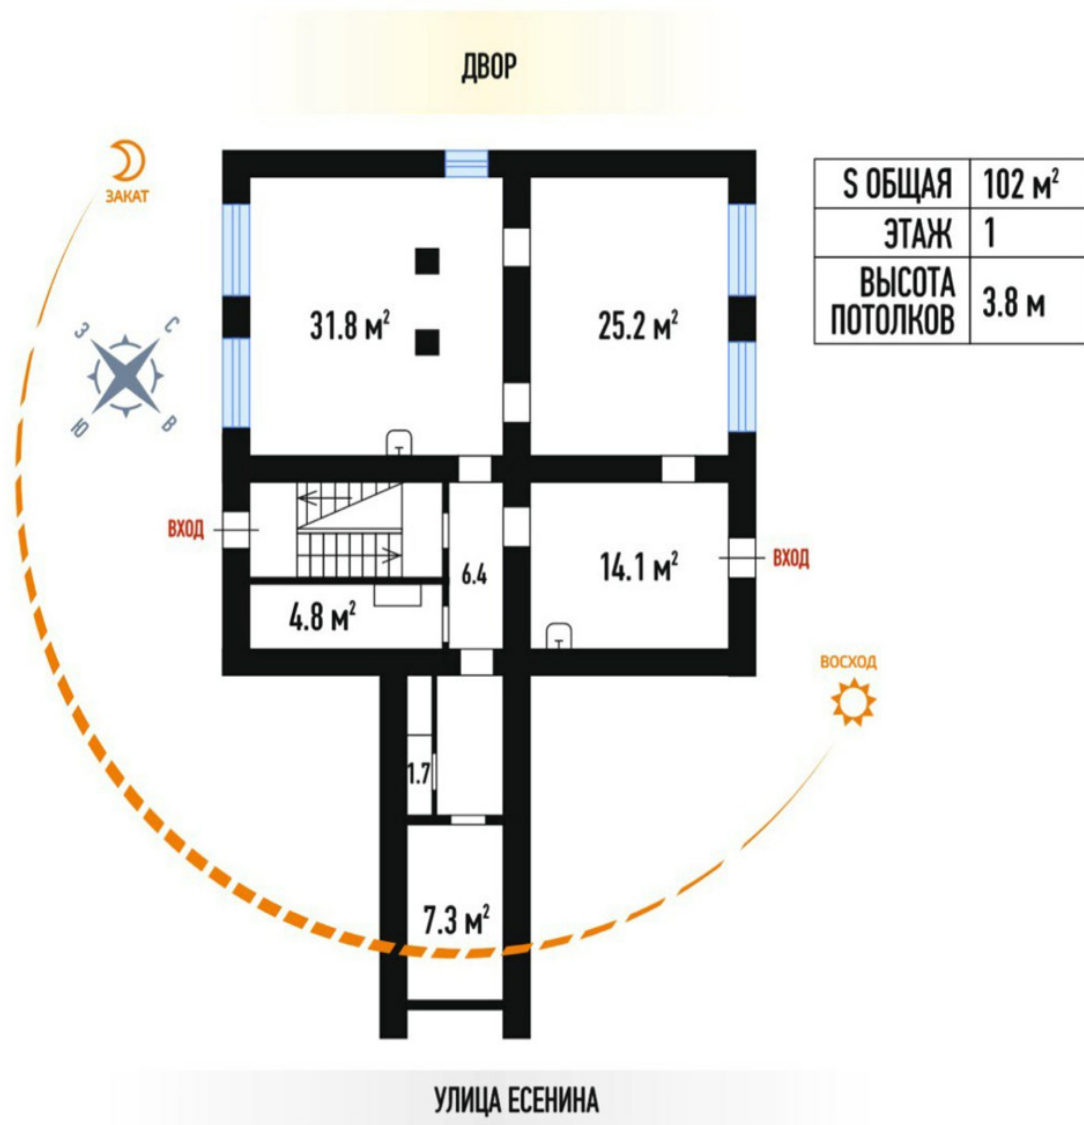 ДВОР
ЗАКАТ
S ОБЩАЯ 102 м²
ЭТАЖ 1
ВЫСОТА ПОТОЛКОВ 3.8 м
З
С
Ю
В
31.8 м²
25.2 м²
Т
ВХОД
6.4
14.1 м²
ВХОД
4.8 м²
Т
ВОСХОД
1.7
7.3 м²
УЛИЦА ЕСЕНИНА